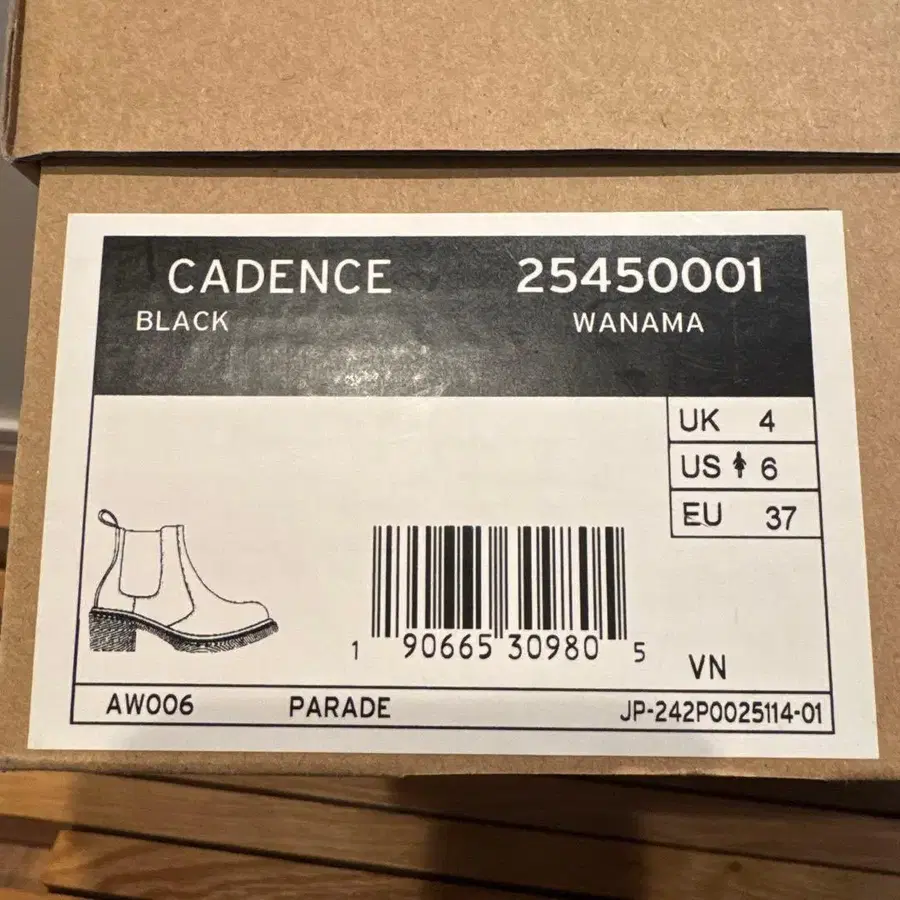 CADENCE 25450001
BLACK WANAMA
UK 4
US 6
EU 37
1 90665 30980 5
VN
AW006 PARADE JP-242P0025114-01